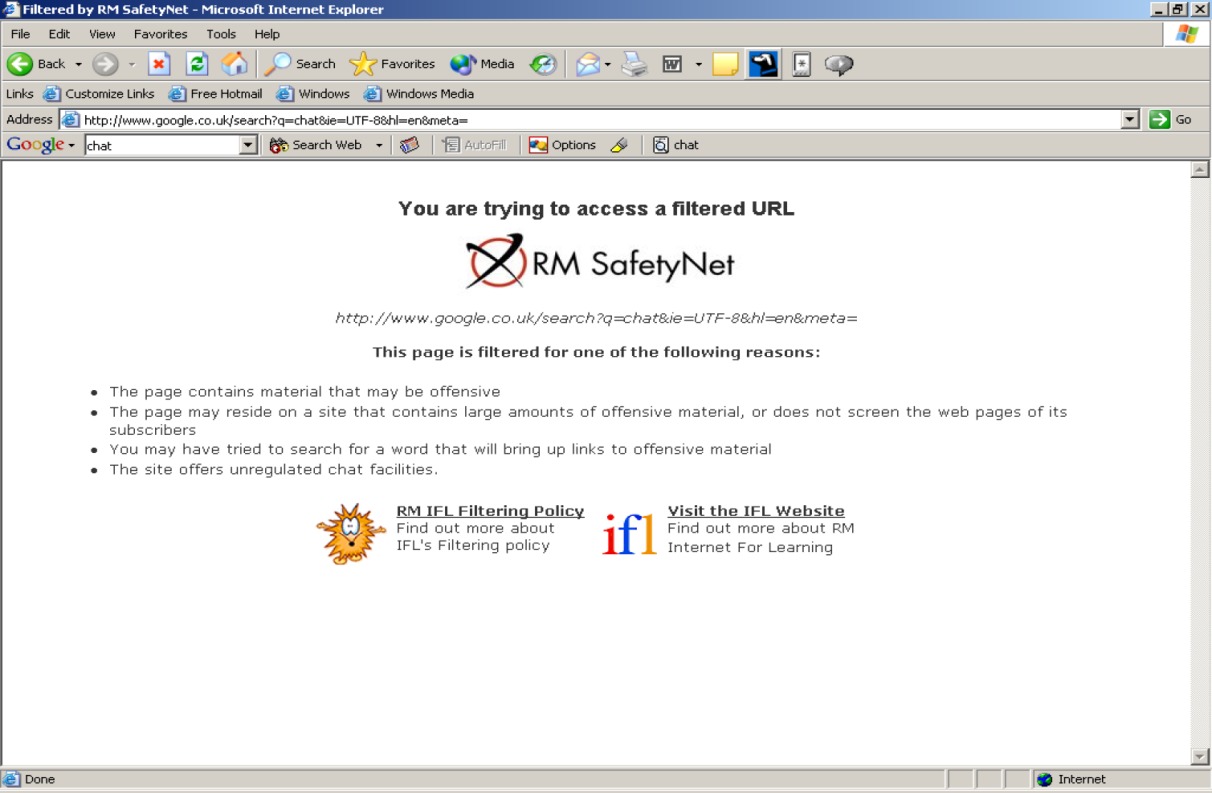 Filtered by RM SafetyNet - Microsoft Internet Explorer
File Edit View Favorites Tools Help
Back Search Favorites Media
Links Customize Links Free Hotmail Windows Windows Media
Address http://www.google.co.uk/search?q=chat&ie=UTF-8&hl=en&meta= Go
Google chat Search Web AutoFill Options chat
You are trying to access a filtered URL
RM SafetyNet
http://www.google.co.uk/search?q=chat&ie=UTF-8&hl=en&meta=
This page is filtered for one of the following reasons:
• The page contains material that may be offensive
• The page may reside on a site that contains large amounts of offensive material, or does not screen the web pages of its
subscribers
• You may have tried to search for a word that will bring up links to offensive material
• The site offers unregulated chat facilities.
RM IFL Filtering Policy
Find out more about
IFL's Filtering policy
ifl
Visit the IFL Website
Find out more about RM
Internet For Learning
Done Internet